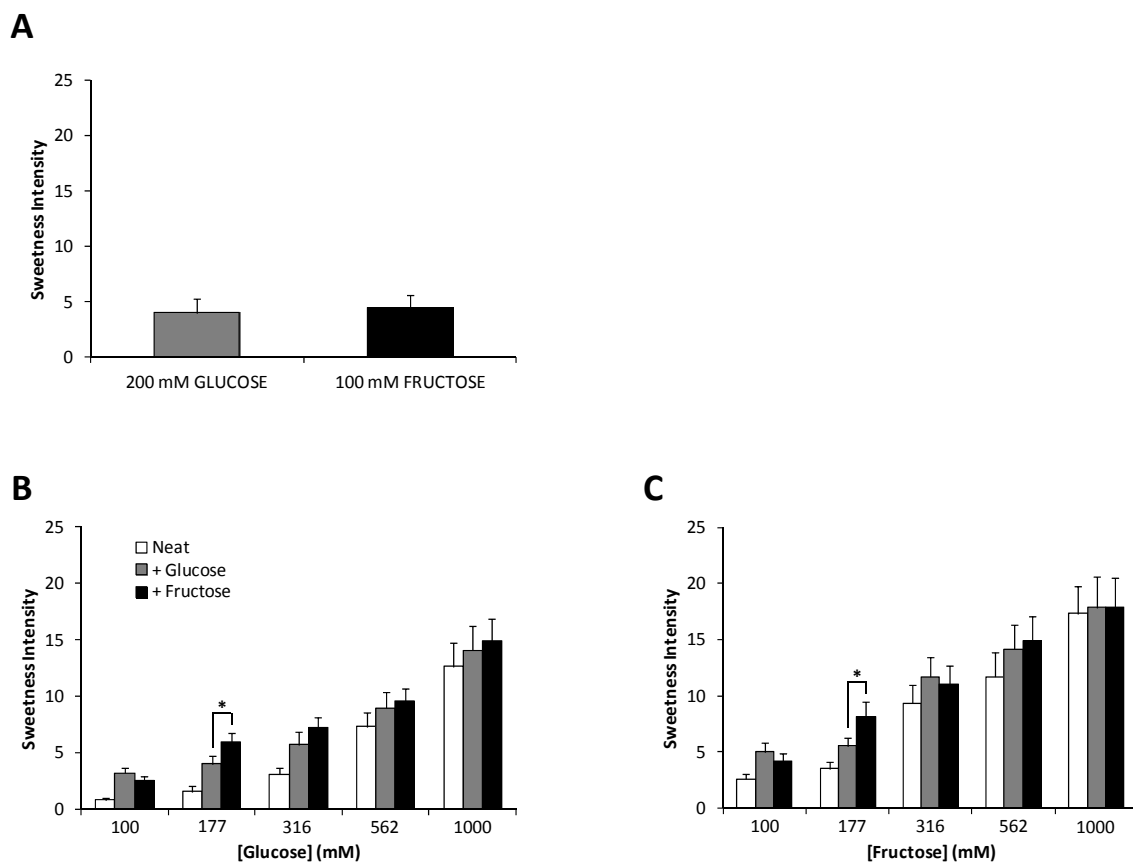 A
25
20
15
10
5
0
Sweetness Intensity
200 mM GLUCOSE 100 mM FRUCTOSE
B
25
20
15
10
5
0
Sweetness Intensity
Neat
+ Glucose
+ Fructose
*
100 177 316 562 1000
[Glucose] (mM)
C
25
20
15
10
5
0
Sweetness Intensity
*
100 177 316 562 1000
[Fructose] (mM)